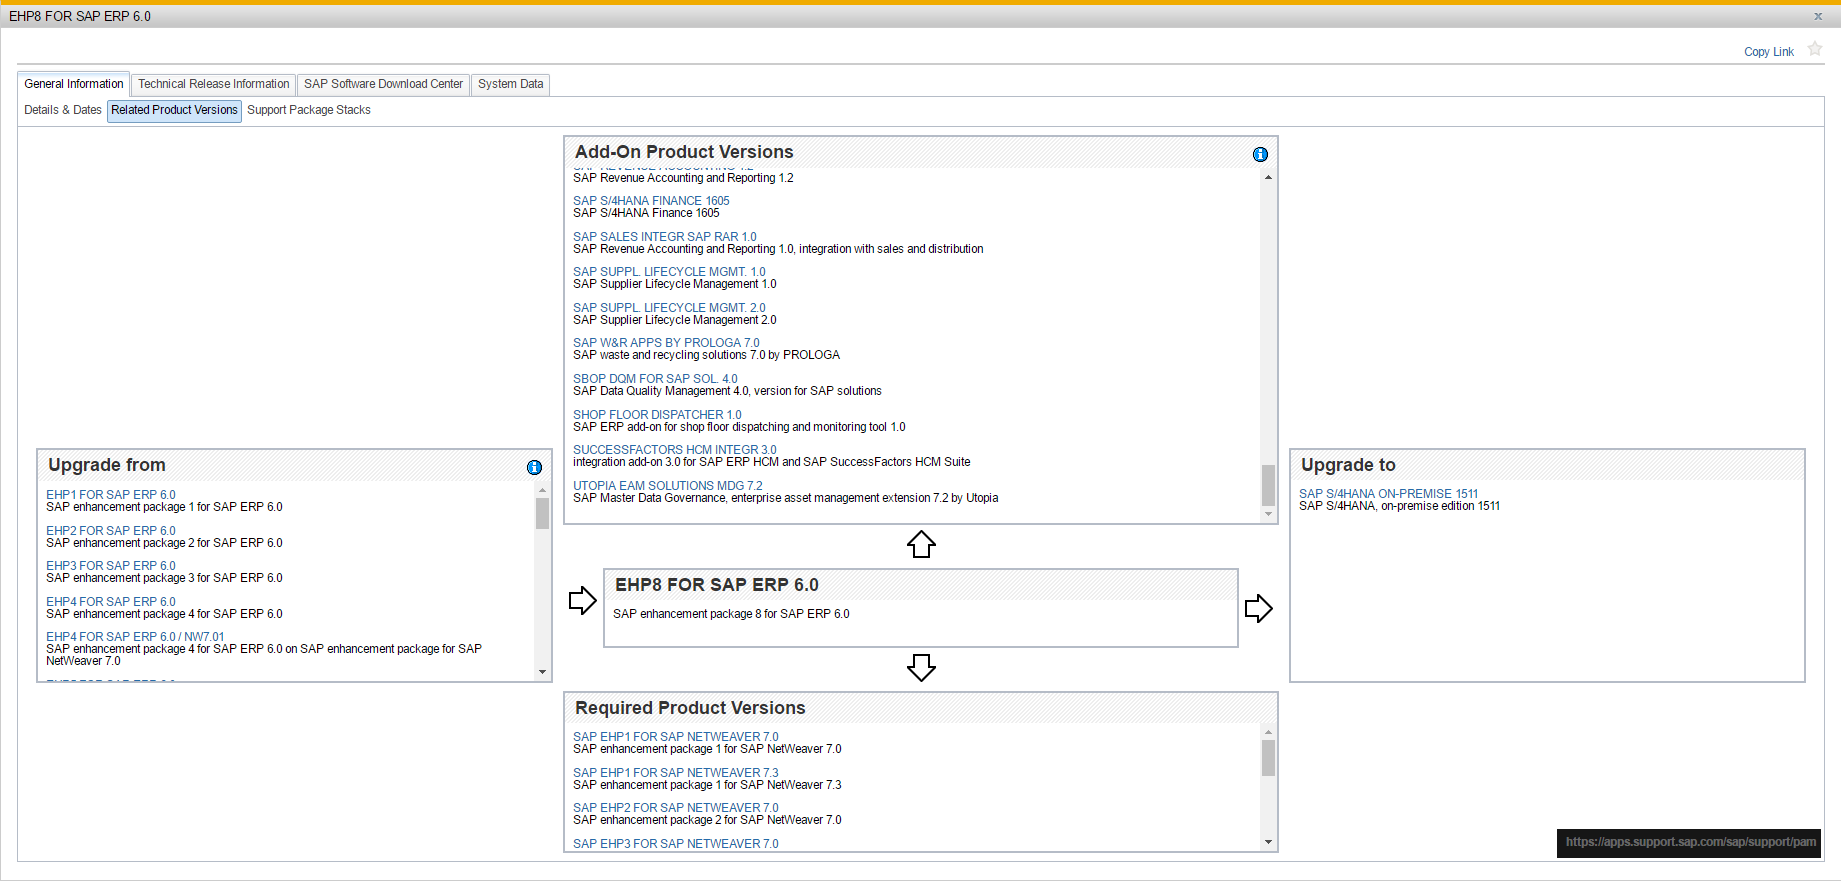 EHP8 FOR SAP ERP 6.0
x
Copy Link
General Information
Technical Release Information
SAP Software Download Center
System Data
Details & Dates
Related Product Versions
Support Package Stacks
Add-On Product Versions
SAP REVENUE ACCOUNTING 1.2
SAP Revenue Accounting and Reporting 1.2
SAP S/4HANA FINANCE 1605
SAP S/4HANA Finance 1605
SAP SALES INTEGR SAP RAR 1.0
SAP Revenue Accounting and Reporting 1.0, integration with sales and distribution
SAP SUPPL. LIFECYCLE MGMT. 1.0
SAP Supplier Lifecycle Management 1.0
SAP SUPPL. LIFECYCLE MGMT. 2.0
SAP Supplier Lifecycle Management 2.0
SAP W&R APPS BY PROLOGA 7.0
SAP waste and recycling solutions 7.0 by PROLOGA
SBOP DQM FOR SAP SOL. 4.0
SAP Data Quality Management 4.0, version for SAP solutions
SHOP FLOOR DISPATCHER 1.0
SAP ERP add-on for shop floor dispatching and monitoring tool 1.0
SUCCESSFACTORS HCM INTEGR 3.0
integration add-on 3.0 for SAP ERP HCM and SAP SuccessFactors HCM Suite
UTOPIA EAM SOLUTIONS MDG 7.2
SAP Master Data Governance, enterprise asset management extension 7.2 by Utopia
Upgrade from
EHP1 FOR SAP ERP 6.0
SAP enhancement package 1 for SAP ERP 6.0
EHP2 FOR SAP ERP 6.0
SAP enhancement package 2 for SAP ERP 6.0
EHP3 FOR SAP ERP 6.0
SAP enhancement package 3 for SAP ERP 6.0
EHP4 FOR SAP ERP 6.0
SAP enhancement package 4 for SAP ERP 6.0
EHP4 FOR SAP ERP 6.0 / NW7.01
SAP enhancement package 4 for SAP ERP 6.0 on SAP enhancement package for SAP
NetWeaver 7.0
EHP8 FOR SAP ERP 6.0
SAP enhancement package 8 for SAP ERP 6.0
Upgrade to
SAP S/4HANA ON-PREMISE 1511
SAP S/4HANA, on-premise edition 1511
Required Product Versions
SAP EHP1 FOR SAP NETWEAVER 7.0
SAP enhancement package 1 for SAP NetWeaver 7.0
SAP EHP1 FOR SAP NETWEAVER 7.3
SAP enhancement package 1 for SAP NetWeaver 7.3
SAP EHP2 FOR SAP NETWEAVER 7.0
SAP enhancement package 2 for SAP NetWeaver 7.0
SAP EHP3 FOR SAP NETWEAVER 7.0
https://apps.support.sap.com/sap/support/pam